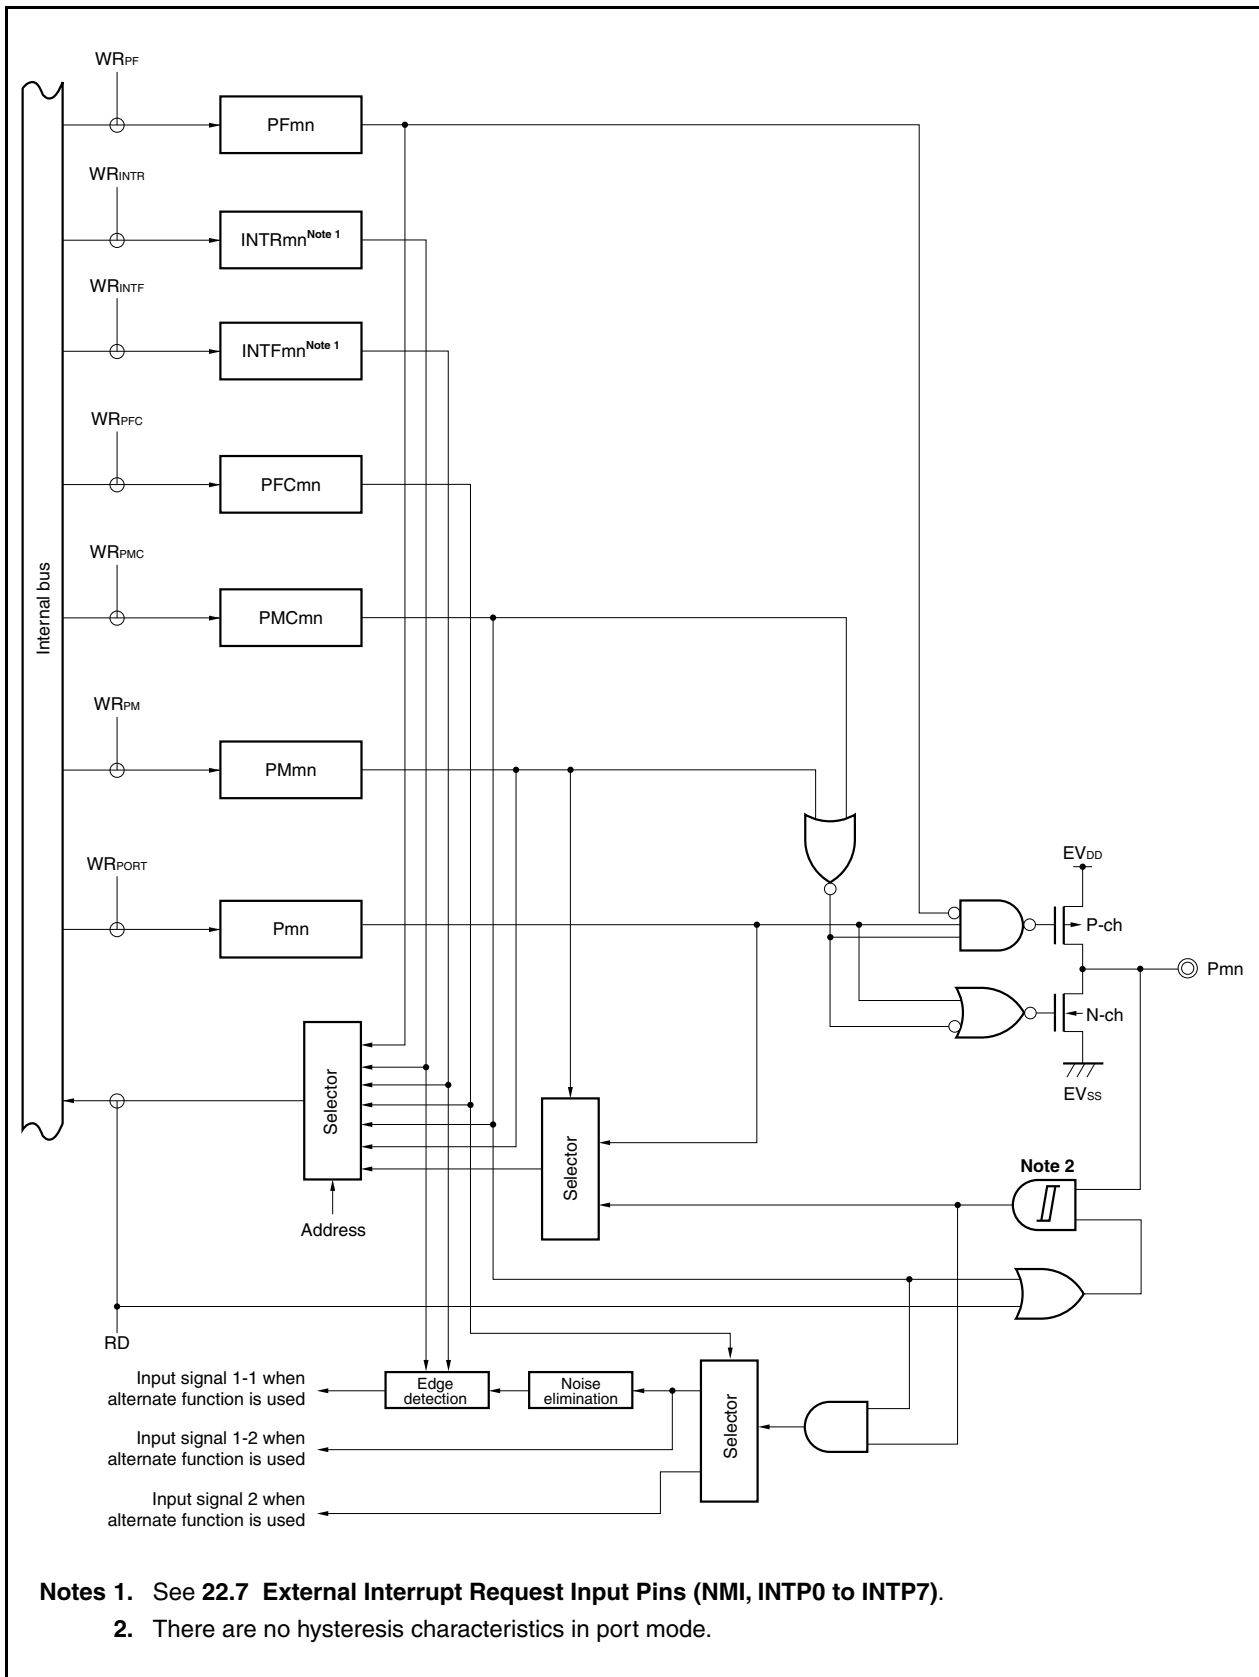 WRPF
PFmn
WRINTR
INTRmn Note 1
WRINTF
INTFmn Note 1
WRPFC
PFCmn
WRPMC
PMCmn
Internal bus
WRPM
PMmn
WRPORT
Pmn
EVDD
P-ch
Pmn
N-ch
EVSS
Selector
Selector
Address
Note 2
RD
Input signal 1-1 when
alternate function is used
Edge
detection
Noise
elimination
Selector
Input signal 1-2 when
alternate function is used
Input signal 2 when
alternate function is used
Notes 1. See 22.7 External Interrupt Request Input Pins (NMI, INTP0 to INTP7).
2. There are no hysteresis characteristics in port mode.